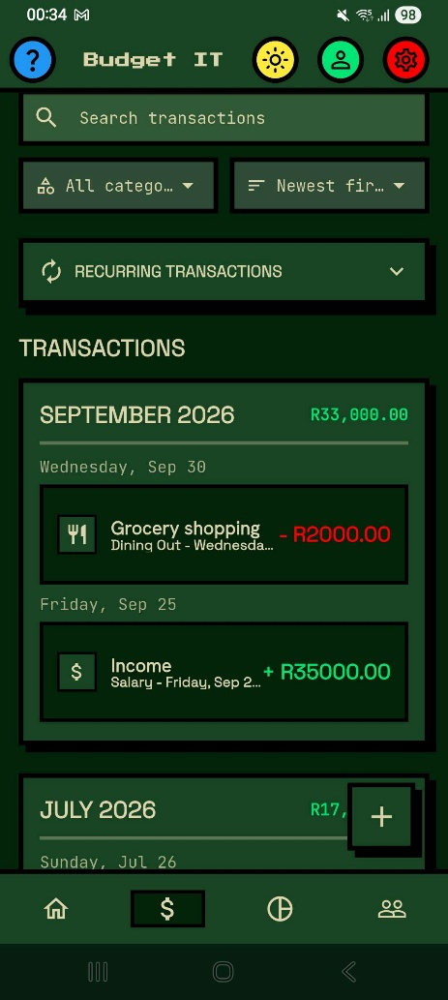 00:34
98
?
Budget IT
Search transactions
All catego…
Newest fir…
RECURRING TRANSACTIONS
TRANSACTIONS
SEPTEMBER 2026
R33,000.00
Wednesday, Sep 30
Grocery shopping
- R2000.00
Dining Out - Wednesda...
Friday, Sep 25
$
Income
+ R35000.00
Salary - Friday, Sep 2...
JULY 2026
R17,
+
Sunday, Jul 26
$